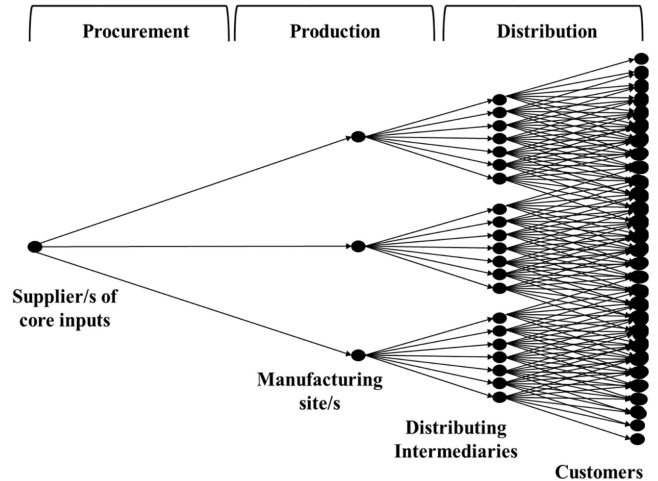 Procurement
Production
Distribution
Supplier/s of
core inputs
Manufacturing
site/s
Distributing
Intermediaries
Customers